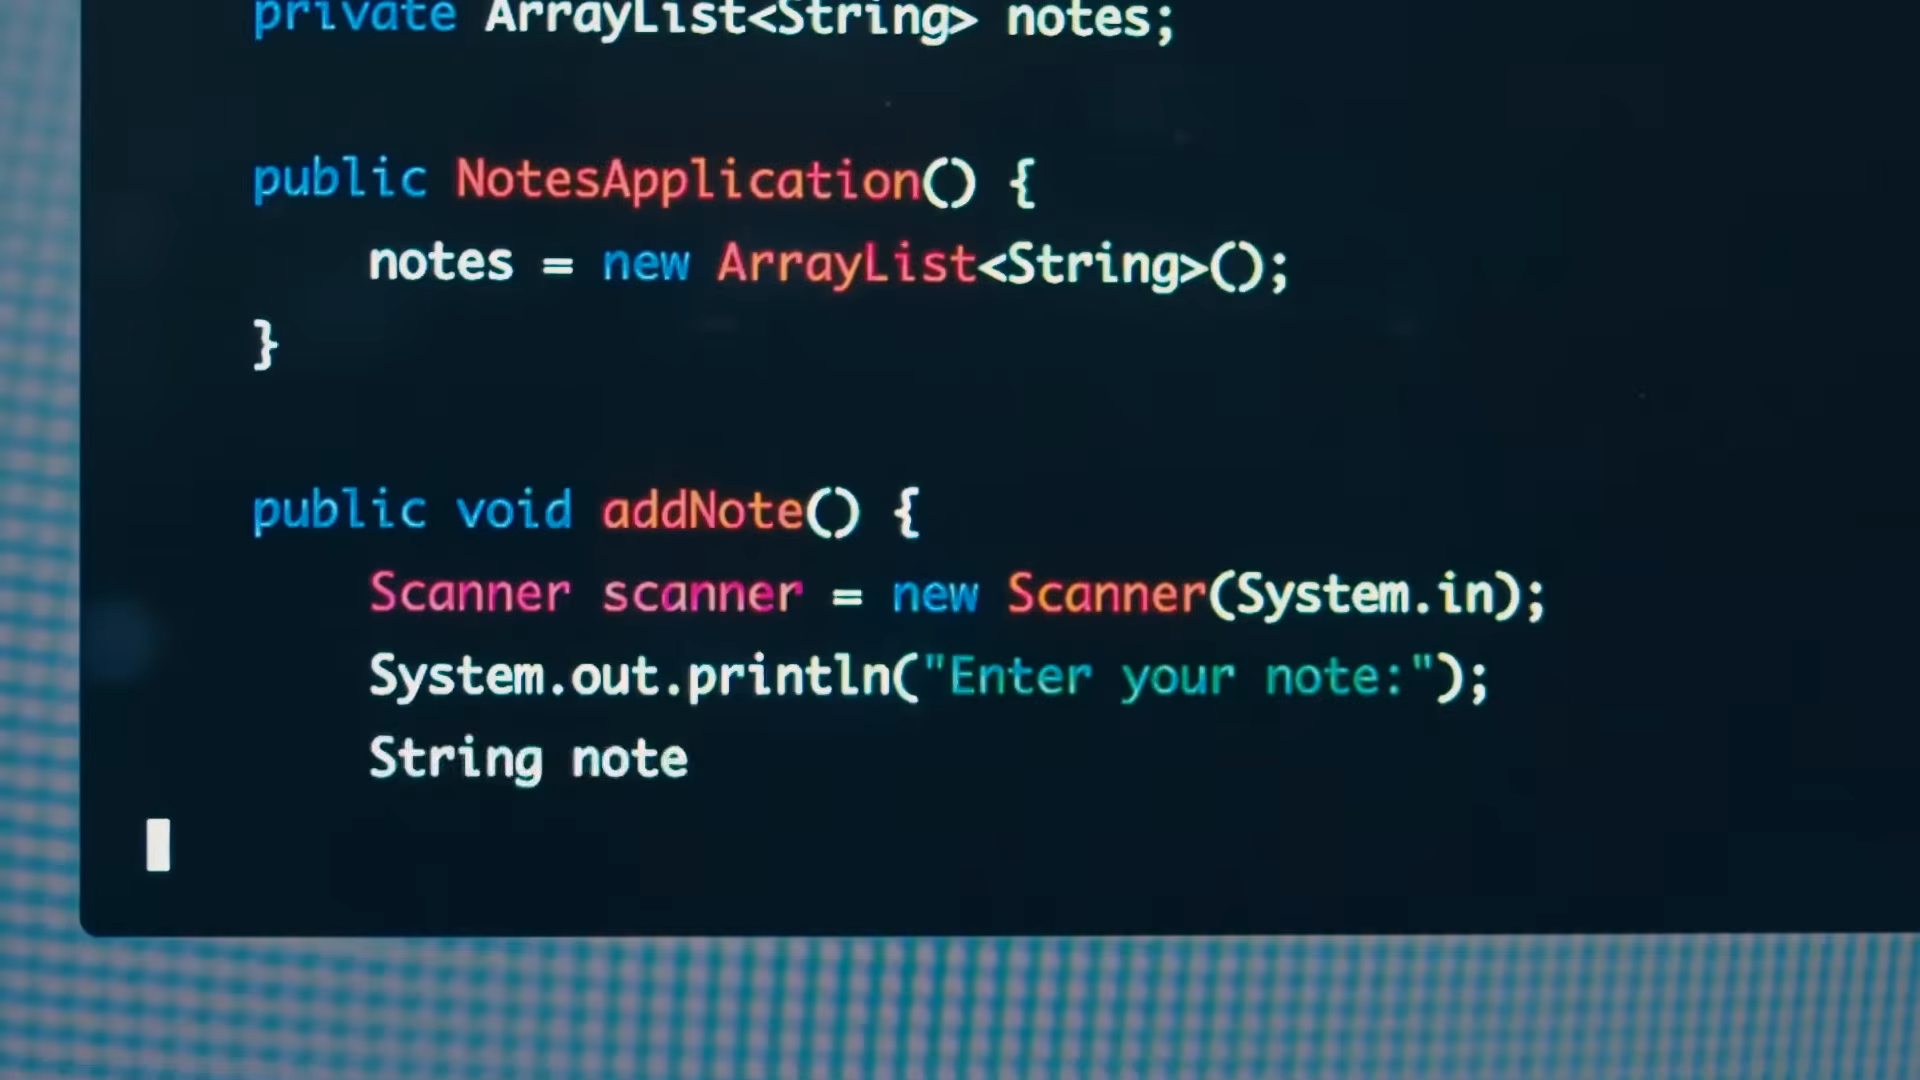 private ArrayList<String> notes;
public NotesApplication() {
notes = new ArrayList<String>();
}
public void addNote() {
Scanner scanner = new Scanner(System.in);
System.out.println("Enter your note:");
String note